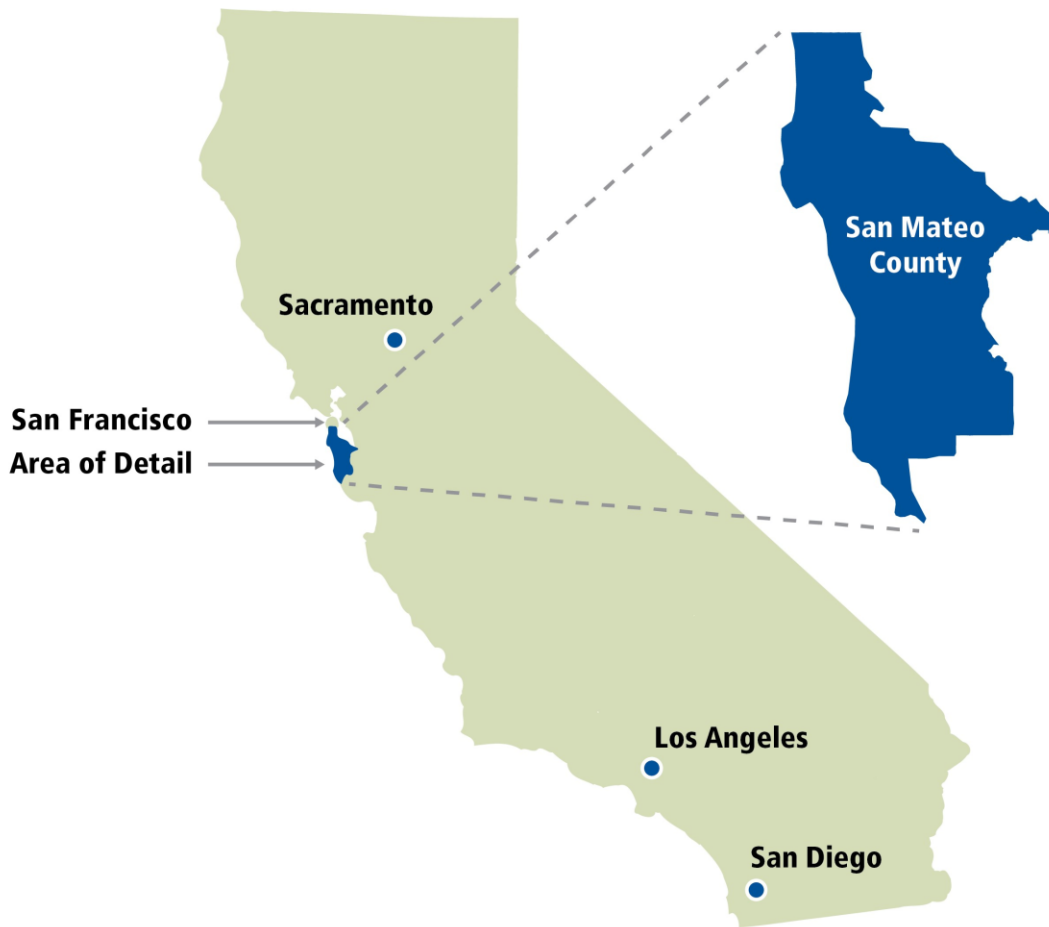 San Mateo
County
Sacramento
San Francisco
Area of Detail
Los Angeles
San Diego